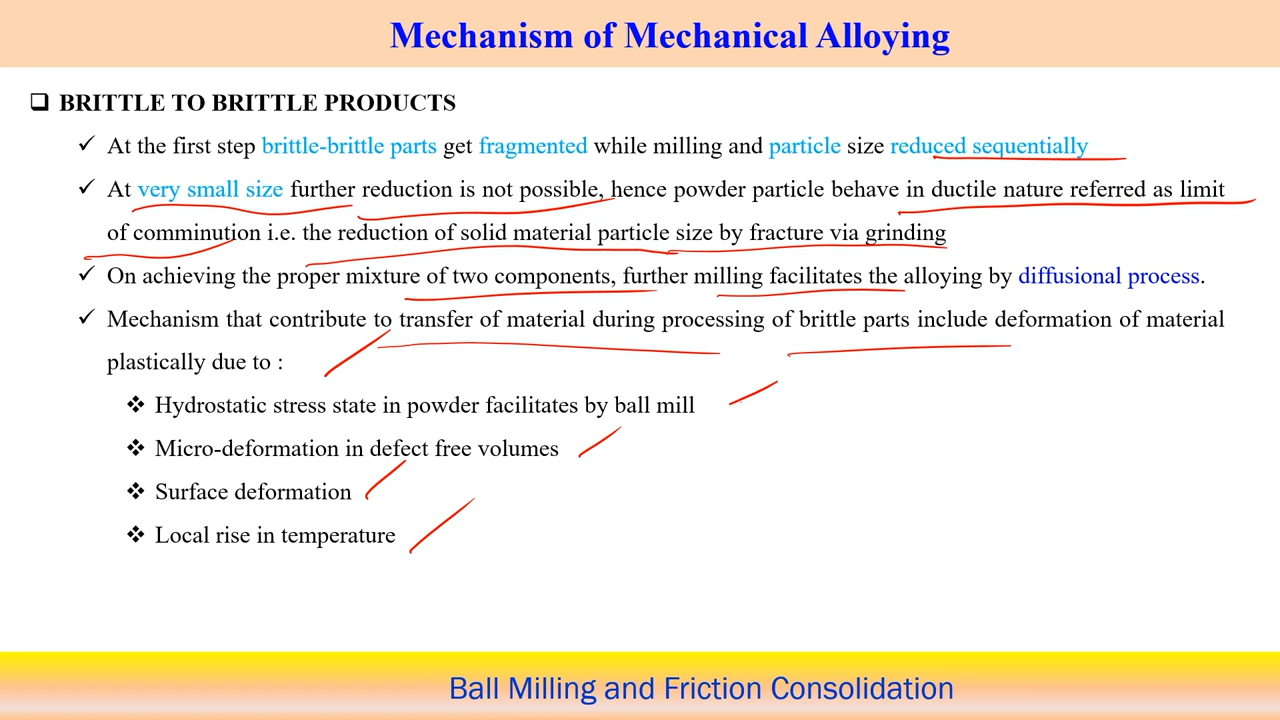 Mechanism of Mechanical Alloying
❑ BRITTLE TO BRITTLE PRODUCTS
✓ At the first step brittle-brittle parts get fragmented while milling and particle size reduced sequentially
✓ At very small size further reduction is not possible, hence powder particle behave in ductile nature referred as limit
of comminution i.e. the reduction of solid material particle size by fracture via grinding
✓ On achieving the proper mixture of two components, further milling facilitates the alloying by diffusional process.
✓ Mechanism that contribute to transfer of material during processing of brittle parts include deformation of material
plastically due to :
❖ Hydrostatic stress state in powder facilitates by ball mill
❖ Micro-deformation in defect free volumes
❖ Surface deformation
❖ Local rise in temperature
Ball Milling and Friction Consolidation